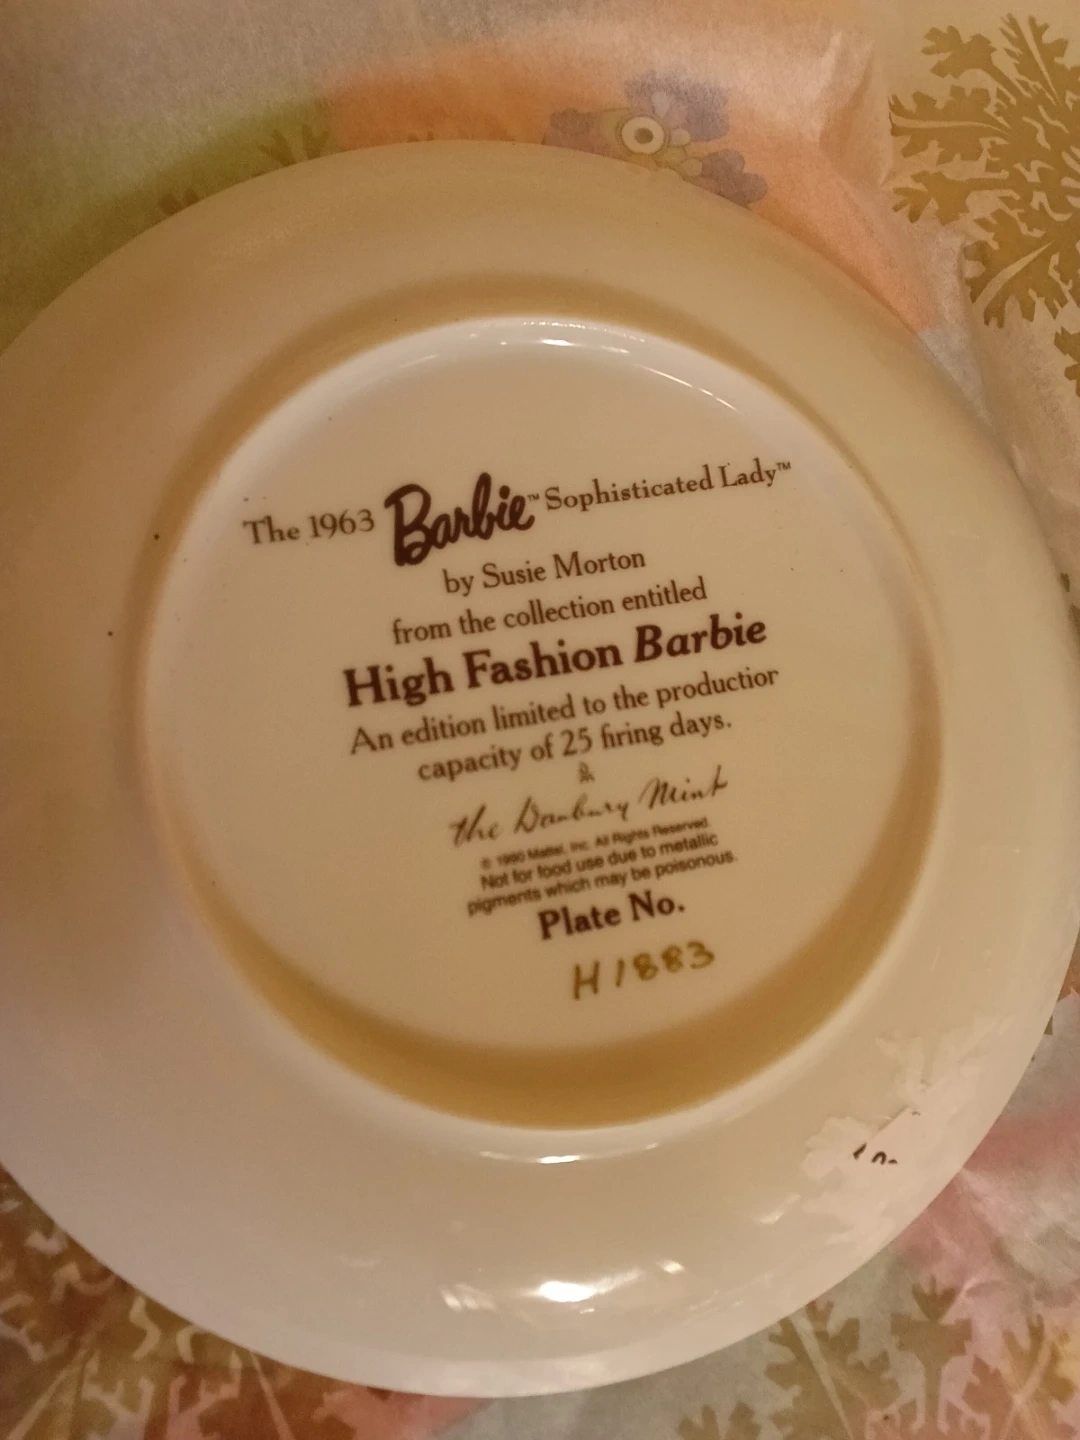 The 1963 Barbie™ Sophisticated Lady™
by Susie Morton
from the collection entitled
High Fashion Barbie
An edition limited to the production
capacity of 25 firing days.
the Danbury Mint
© 1990 Mattel, Inc. All Rights Reserved.
Not for food use due to metallic
pigments which may be poisonous.
Plate No.
H1883